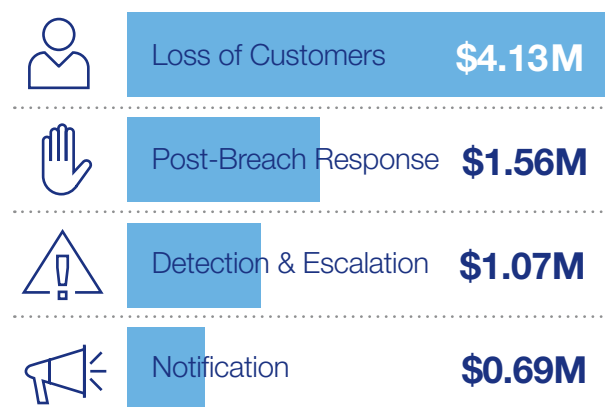 Loss of Customers $4.13M
Post-Breach Response $1.56M
Detection & Escalation $1.07M
Notification $0.69M